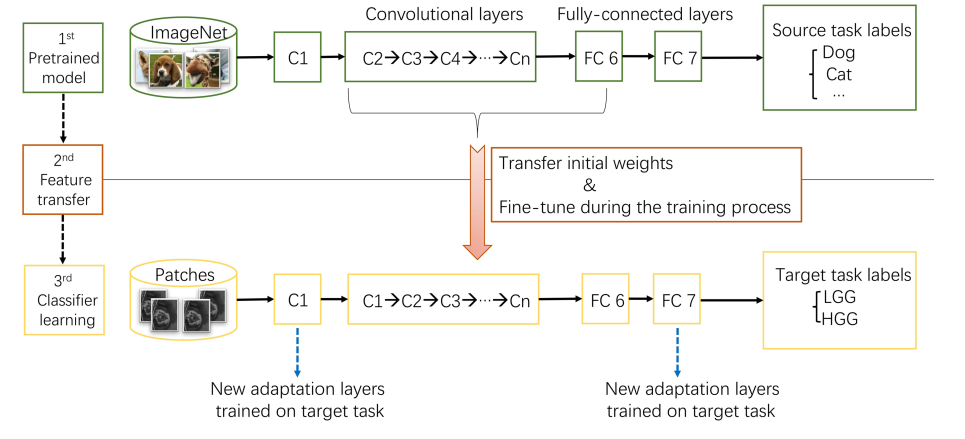 Convolutional layers
Fully-connected layers
1st
Pretrained
model
ImageNet
C1
C2→C3→C4→···→Cn
FC 6
FC 7
Source task labels
Dog
Cat
...
2nd
Feature
transfer
Transfer initial weights
&
Fine-tune during the training process
3rd
Classifier
learning
Patches
C1
C1→C2→C3→···→Cn
FC 6
FC 7
Target task labels
LGG
HGG
New adaptation layers
trained on target task
New adaptation layers
trained on target task